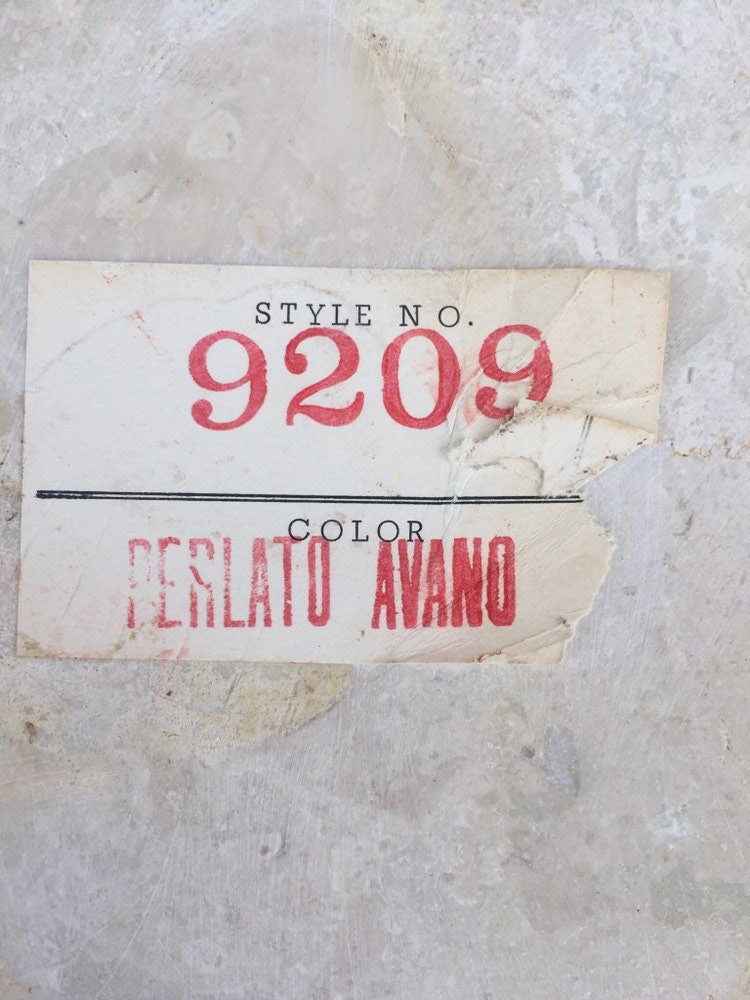 STYLE NO.
9209
COLOR
PERLATO AVANO